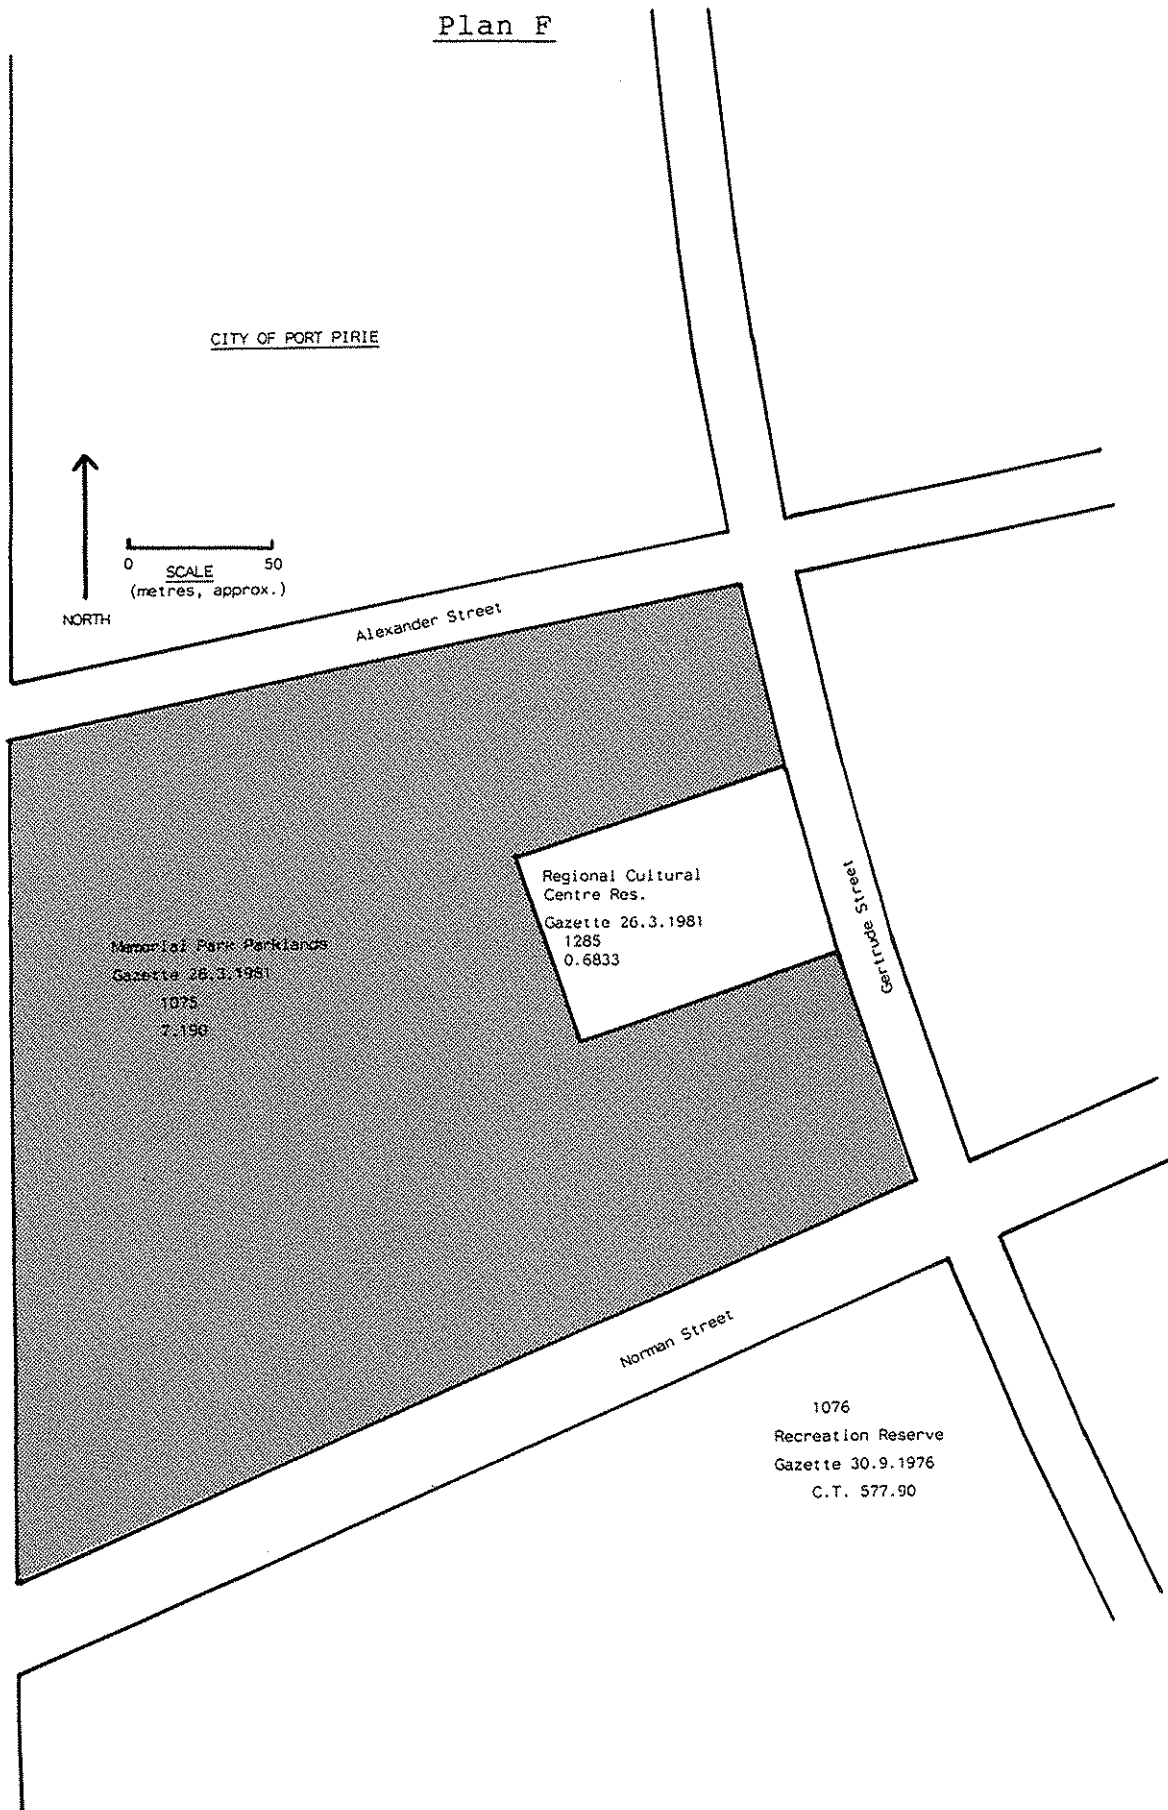 Plan F
CITY OF PORT PIRIE
0 50
SCALE
(metres, approx.)
NORTH
Alexander Street
Regional Cultural
Centre Res.
Gazette 26.3.1981
1285
0.6833
Gertrude Street
Memorial Park Parklands
Gazette 26.3.1981
1075
7.190
Norman Street
1076
Recreation Reserve
Gazette 30.9.1976
C.T. 577.90